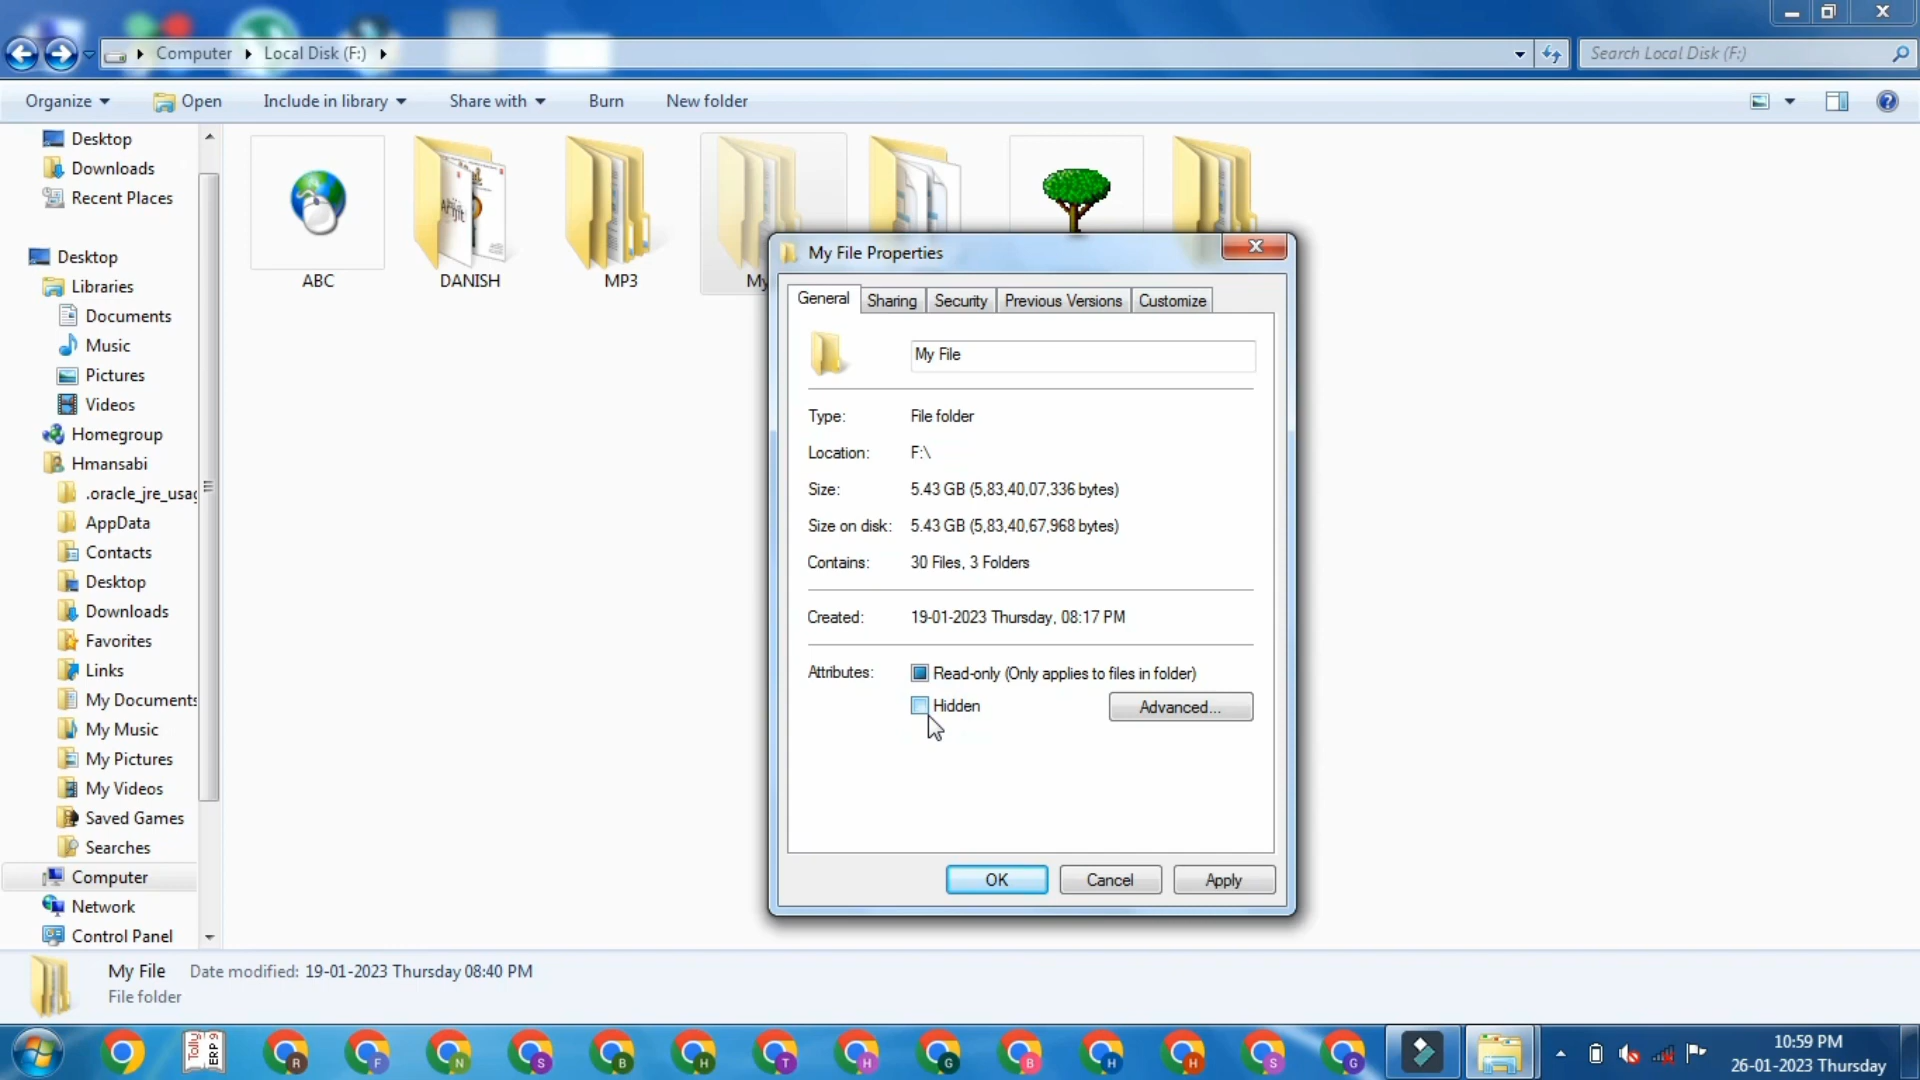 Computer Local Disk (F:)
Search Local Disk (F:)
Organize Open Include in library Share with Burn New folder
Desktop
Downloads
Recent Places
Desktop
Libraries
Documents
Music
Pictures
Videos
Homegroup
Hmansabi
.oracle_jre_usag
AppData
Contacts
Desktop
Downloads
Favorites
Links
My Documents
My Music
My Pictures
My Videos
Saved Games
Searches
Computer
Network
Control Panel
ABC
DANISH
MP3
My
My File Properties
General Sharing Security Previous Versions Customize
My File
Type: File folder
Location: F:\
Size: 5.43 GB (5,83,40,07,336 bytes)
Size on disk: 5.43 GB (5,83,40,67,968 bytes)
Contains: 30 Files, 3 Folders
Created: 19-01-2023 Thursday, 08:17 PM
Attributes: Read-only (Only applies to files in folder)
Hidden Advanced...
OK Cancel Apply
My File Date modified: 19-01-2023 Thursday 08:40 PM
File folder
Tally ERP 9
R F N S B H T H G B H H S G
10:59 PM
26-01-2023 Thursday